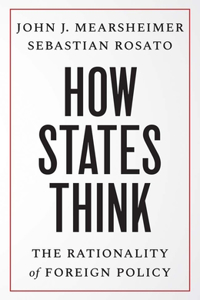 JOHN J. MEARSHEIMER
SEBASTIAN ROSATO
HOW
STATES
THINK
THE RATIONALITY
of FOREIGN POLICY